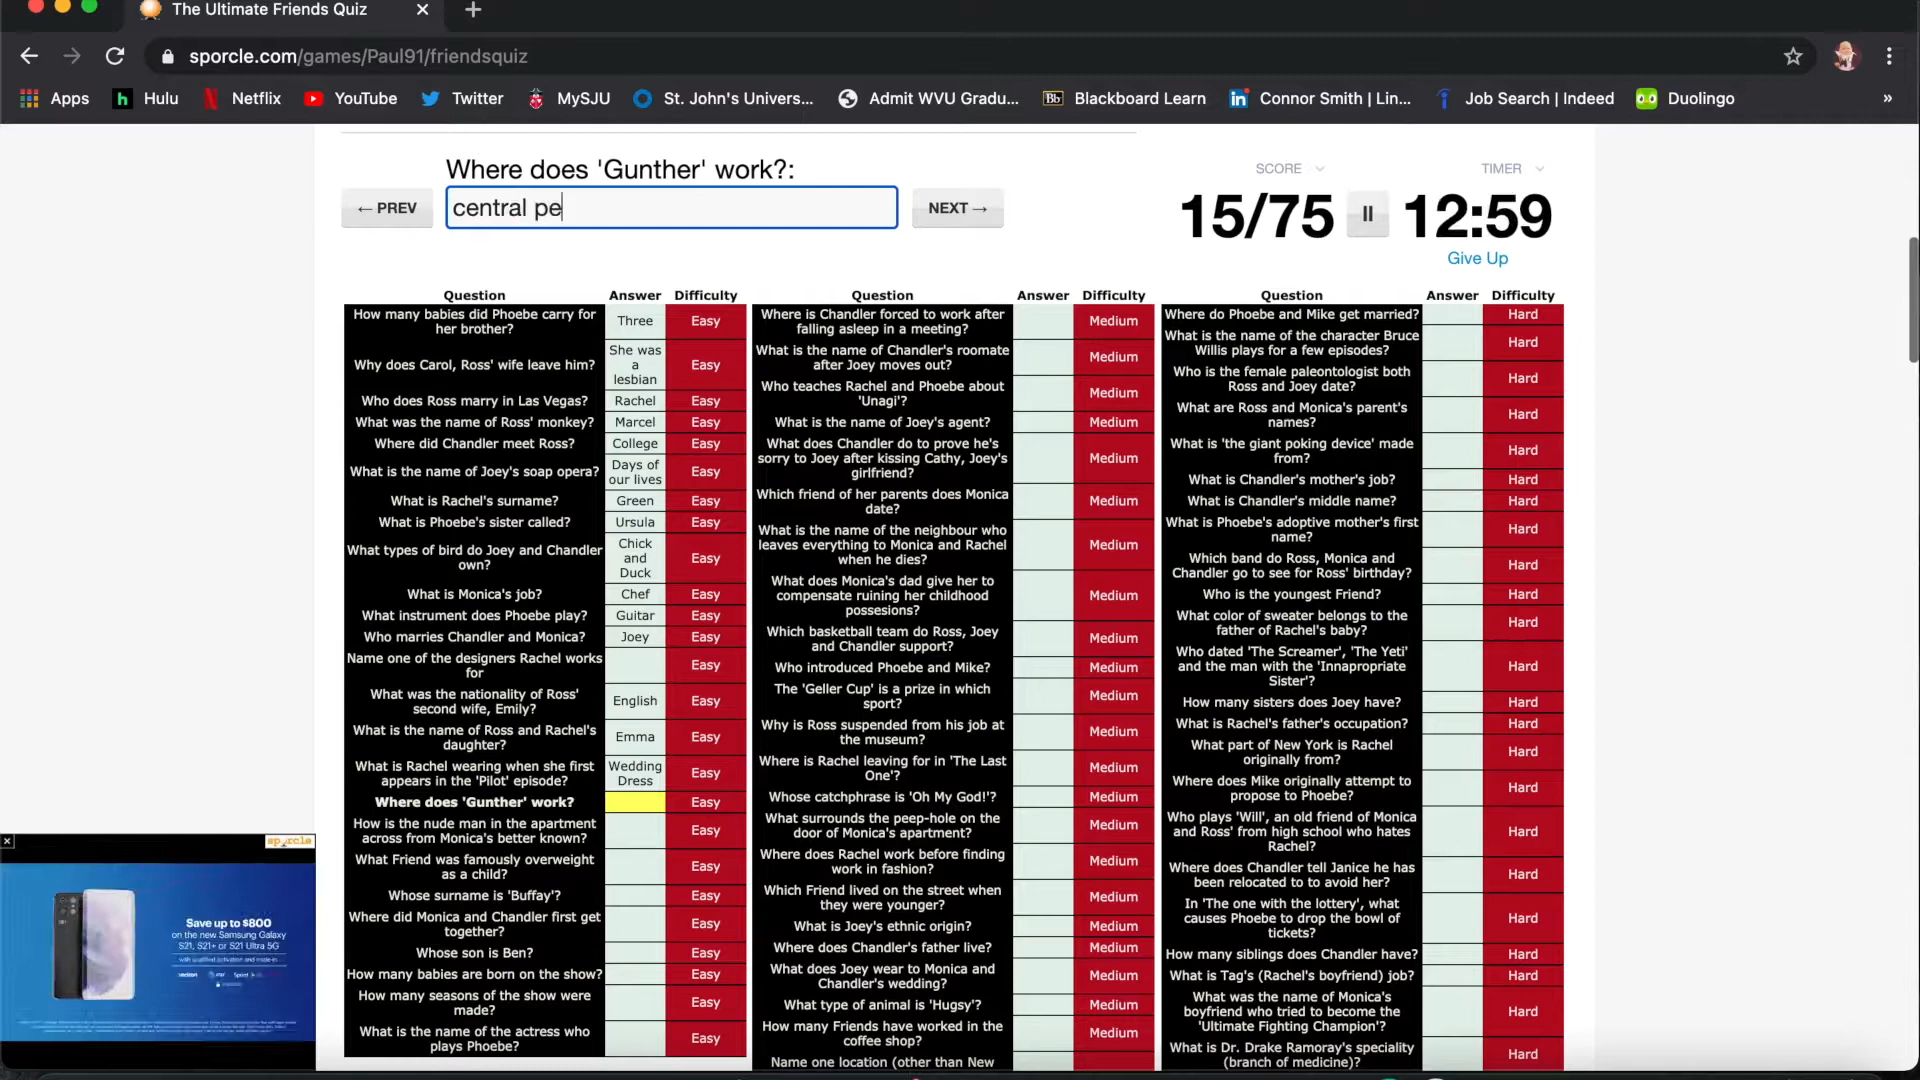 The Ultimate Friends Quiz
sporcle.com/games/Paul91/friendsquiz
Apps
Hulu
Netflix
YouTube
Twitter
MySJU
St. John's Univers...
Admit WVU Gradu...
Bb
Blackboard Learn
Connor Smith | Lin...
Job Search | Indeed
Duolingo
»
Where does 'Gunther' work?:
← PREV
central pe
NEXT →
SCORE
15/75
TIMER
12:59
Give Up
Question Answer Difficulty
How many babies did Phoebe carry for
her brother?
Three
Easy
Why does Carol, Ross' wife leave him?
She was
a
lesbian
Easy
Who does Ross marry in Las Vegas?
Rachel
Easy
What was the name of Ross' monkey?
Marcel
Easy
Where did Chandler meet Ross?
College
Easy
What is the name of Joey's soap opera?
Days of
our lives
Easy
What is Rachel's surname?
Green
Easy
What is Phoebe's sister called?
Ursula
Easy
What types of bird do Joey and Chandler
own?
Chick
and
Duck
Easy
What is Monica's job?
Chef
Easy
What instrument does Phoebe play?
Guitar
Easy
Who marries Chandler and Monica?
Joey
Easy
Name one of the designers Rachel works
for
Easy
What was the nationality of Ross'
second wife, Emily?
English
Easy
What is the name of Ross and Rachel's
daughter?
Emma
Easy
What is Rachel wearing when she first
appears in the 'Pilot' episode?
Wedding
Dress
Easy
Where does 'Gunther' work?
Easy
How is the nude man in the apartment
across from Monica's better known?
Easy
What Friend was famously overweight
as a child?
Easy
Whose surname is 'Buffay'?
Easy
Where did Monica and Chandler first get
together?
Easy
Whose son is Ben?
Easy
How many babies are born on the show?
Easy
How many seasons of the show were
made?
Easy
What is the name of the actress who
plays Phoebe?
Easy
Question Answer Difficulty
Where is Chandler forced to work after
falling asleep in a meeting?
Medium
What is the name of Chandler's roomate
after Joey moves out?
Medium
Who teaches Rachel and Phoebe about
'Unagi'?
Medium
What is the name of Joey's agent?
Medium
What does Chandler do to prove he's
sorry to Joey after kissing Cathy, Joey's
girlfriend?
Medium
Which friend of her parents does Monica
date?
Medium
What is the name of the neighbour who
leaves everything to Monica and Rachel
when he dies?
Medium
What does Monica's dad give her to
compensate ruining her childhood
possesions?
Medium
Which basketball team do Ross, Joey
and Chandler support?
Medium
Who introduced Phoebe and Mike?
Medium
The 'Geller Cup' is a prize in which
sport?
Medium
Why is Ross suspended from his job at
the museum?
Medium
Where is Rachel leaving for in 'The Last
One'?
Medium
Whose catchphrase is 'Oh My God!'?
Medium
What surrounds the peep-hole on the
door of Monica's apartment?
Medium
Where does Rachel work before finding
work in fashion?
Medium
Which Friend lived on the street when
they were younger?
Medium
What is Joey's ethnic origin?
Medium
Where does Chandler's father live?
Medium
What does Joey wear to Monica and
Chandler's wedding?
Medium
What type of animal is 'Hugsy'?
Medium
How many Friends have worked in the
coffee shop?
Medium
Name one location (other than New
Question Answer Difficulty
Where do Phoebe and Mike get married?
Hard
What is the name of the character Bruce
Willis plays for a few episodes?
Hard
Who is the female paleontologist both
Ross and Joey date?
Hard
What are Ross and Monica's parent's
names?
Hard
What is 'the giant poking device' made
from?
Hard
What is Chandler's mother's job?
Hard
What is Chandler's middle name?
Hard
What is Phoebe's adoptive mother's first
name?
Hard
Which band do Ross, Monica and
Chandler go to see for Ross' birthday?
Hard
Who is the youngest Friend?
Hard
What color of sweater belongs to the
father of Rachel's baby?
Hard
Who dated 'The Screamer', 'The Yeti'
and the man with the 'Innapropriate
Sister'?
Hard
How many sisters does Joey have?
Hard
What is Rachel's father's occupation?
Hard
What part of New York is Rachel
originally from?
Hard
Where does Mike originally attempt to
propose to Phoebe?
Hard
Who plays 'Will', an old friend of Monica
and Ross' from high school who hates
Rachel?
Hard
Where does Chandler tell Janice he has
been relocated to to avoid her?
Hard
In 'The one with the lottery', what
causes Phoebe to drop the bowl of
tickets?
Hard
How many siblings does Chandler have?
Hard
What is Tag's (Rachel's boyfriend) job?
Hard
What was the name of Monica's
boyfriend who tried to become the
'Ultimate Fighting Champion'?
Hard
What is Dr. Drake Ramoray's speciality
(branch of medicine)?
Hard
sporcle
Save up to $800
on the new Samsung Galaxy
S21, S21+ or S21 Ultra 5G